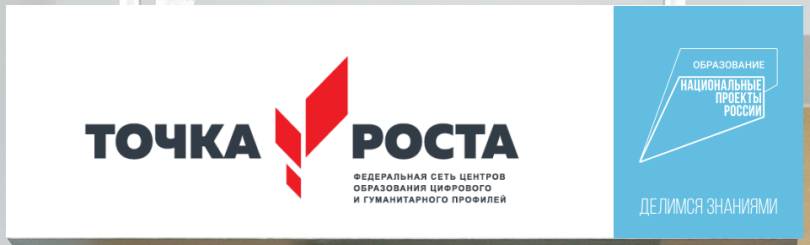 ТОЧКА РОСТА
ФЕДЕРАЛЬНАЯ СЕТЬ ЦЕНТРОВ
ОБРАЗОВАНИЯ ЦИФРОВОГО
И ГУМАНИТАРНОГО ПРОФИЛЕЙ
ОБРАЗОВАНИЕ
НАЦИОНАЛЬНЫЕ
ПРОЕКТЫ
РОССИИ
ДЕЛИМСЯ ЗНАНИЯМИ